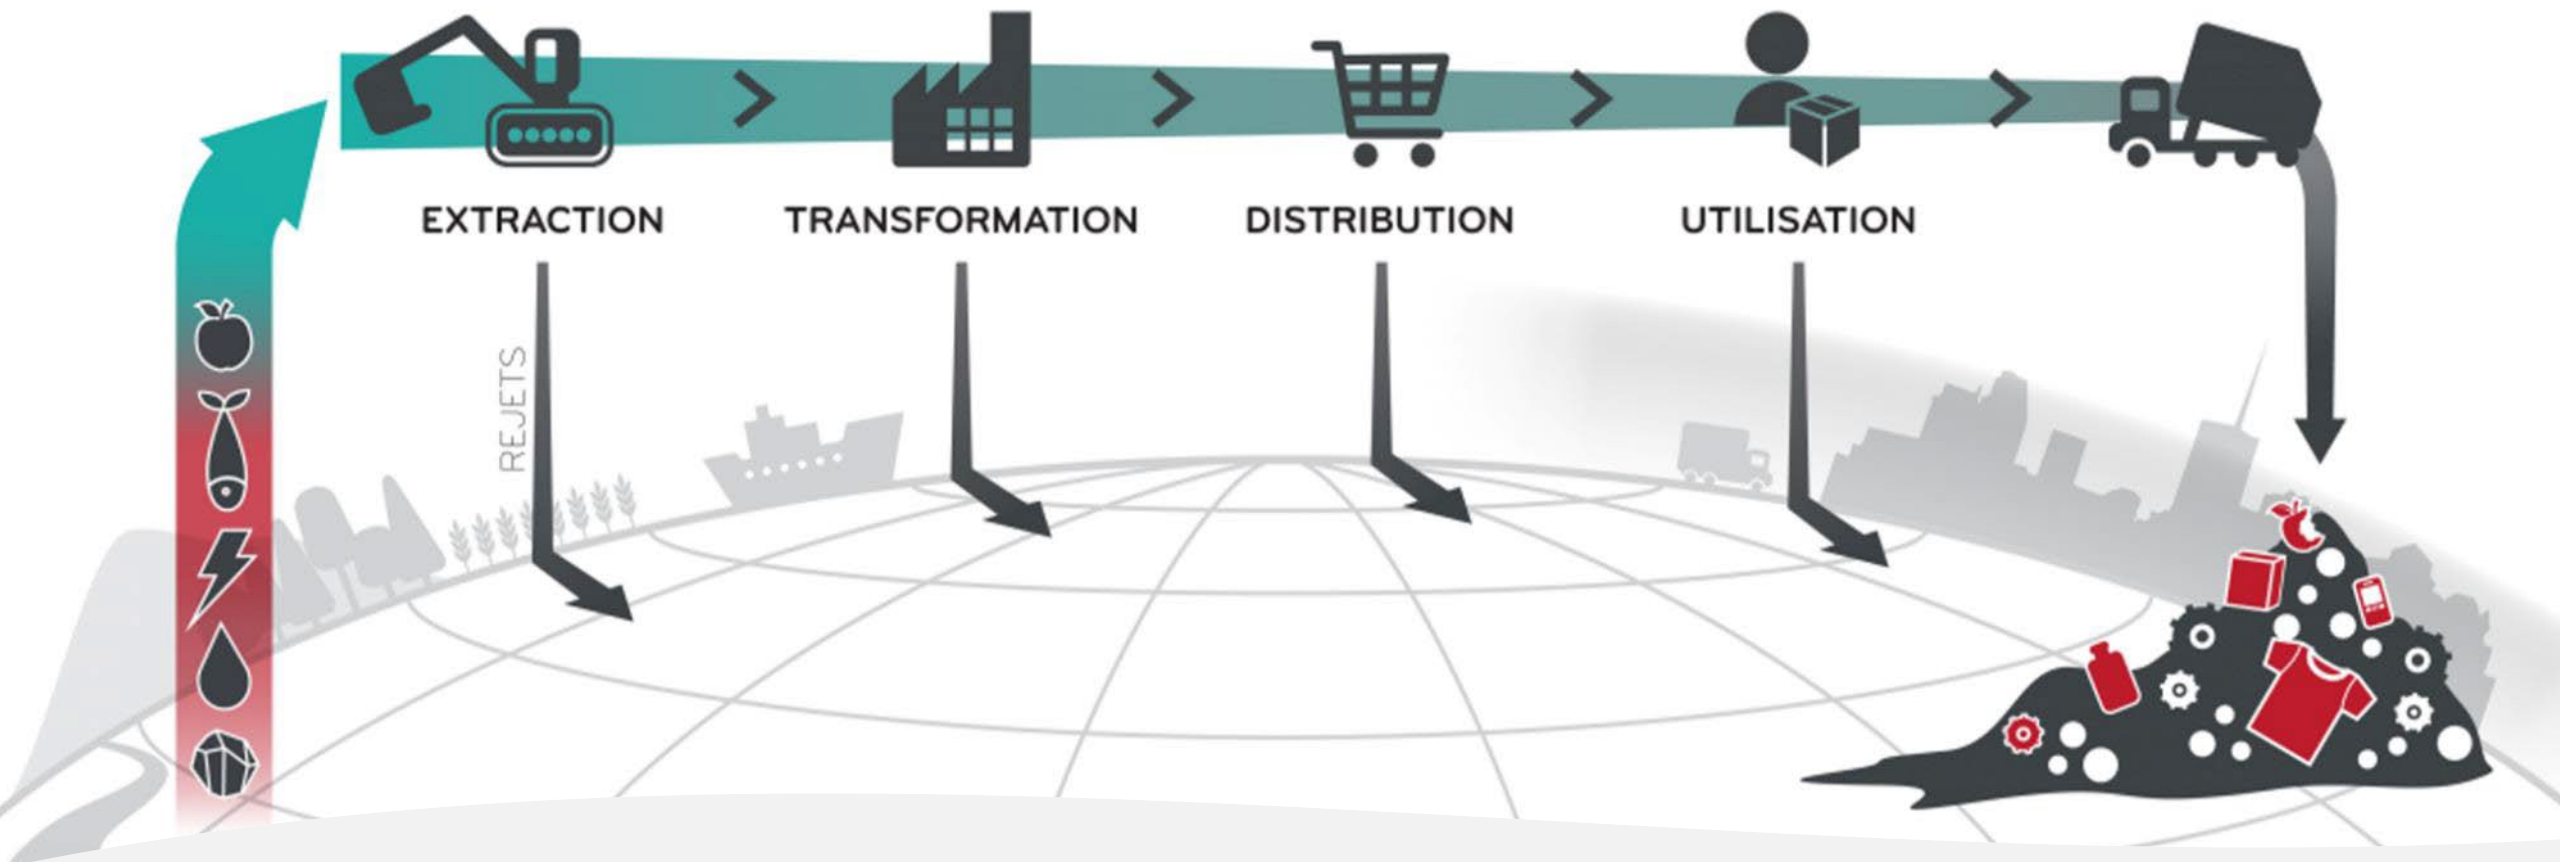 EXTRACTION
TRANSFORMATION
DISTRIBUTION
UTILISATION
REJETS